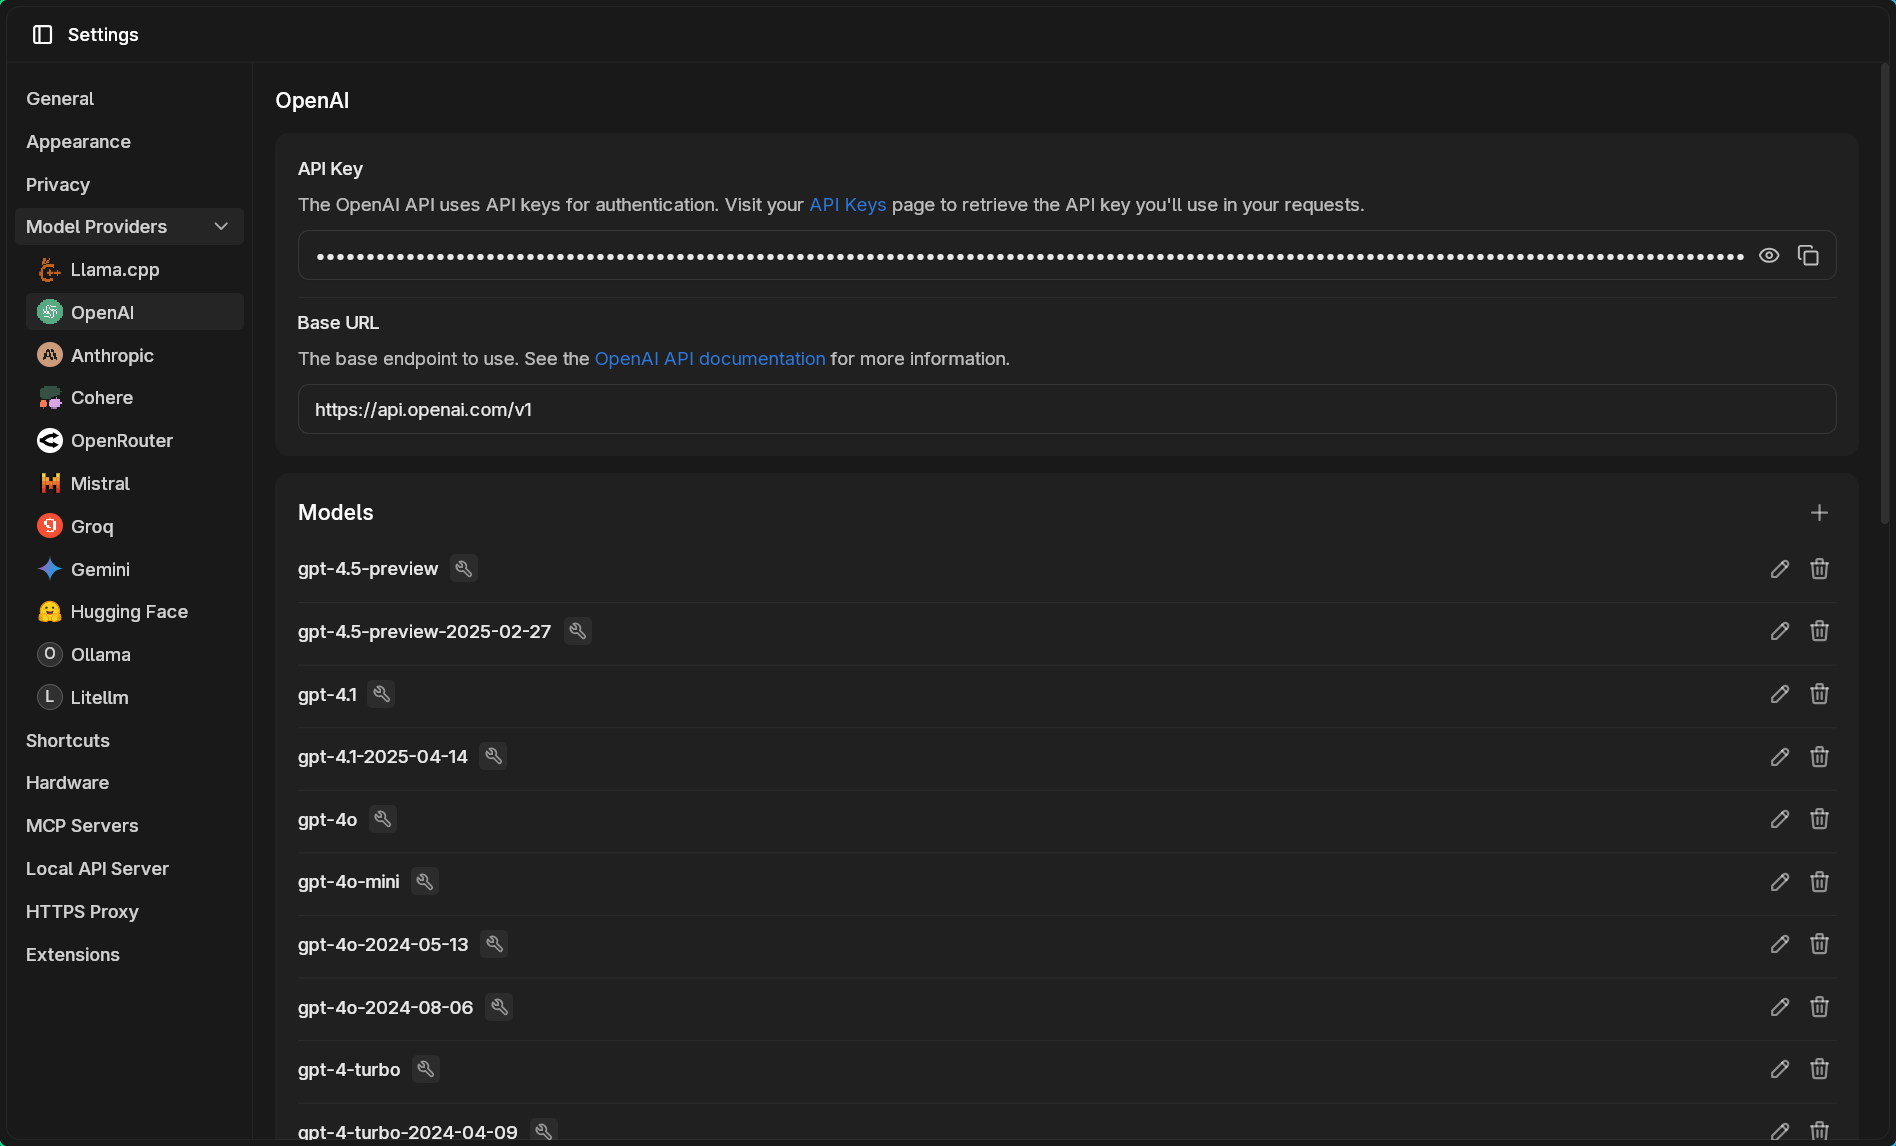 Settings
General
Appearance
Privacy
Model Providers
Llama.cpp
OpenAI
Anthropic
Cohere
OpenRouter
Mistral
Groq
Gemini
Hugging Face
O Ollama
L Litellm
Shortcuts
Hardware
MCP Servers
Local API Server
HTTPS Proxy
Extensions
OpenAI
API Key
The OpenAI API uses API keys for authentication. Visit your API Keys page to retrieve the API key you'll use in your requests.
Base URL
The base endpoint to use. See the OpenAI API documentation for more information.
https://api.openai.com/v1
Models
gpt-4.5-preview
gpt-4.5-preview-2025-02-27
gpt-4.1
gpt-4.1-2025-04-14
gpt-4o
gpt-4o-mini
gpt-4o-2024-05-13
gpt-4o-2024-08-06
gpt-4-turbo
gpt-4-turbo-2024-04-09